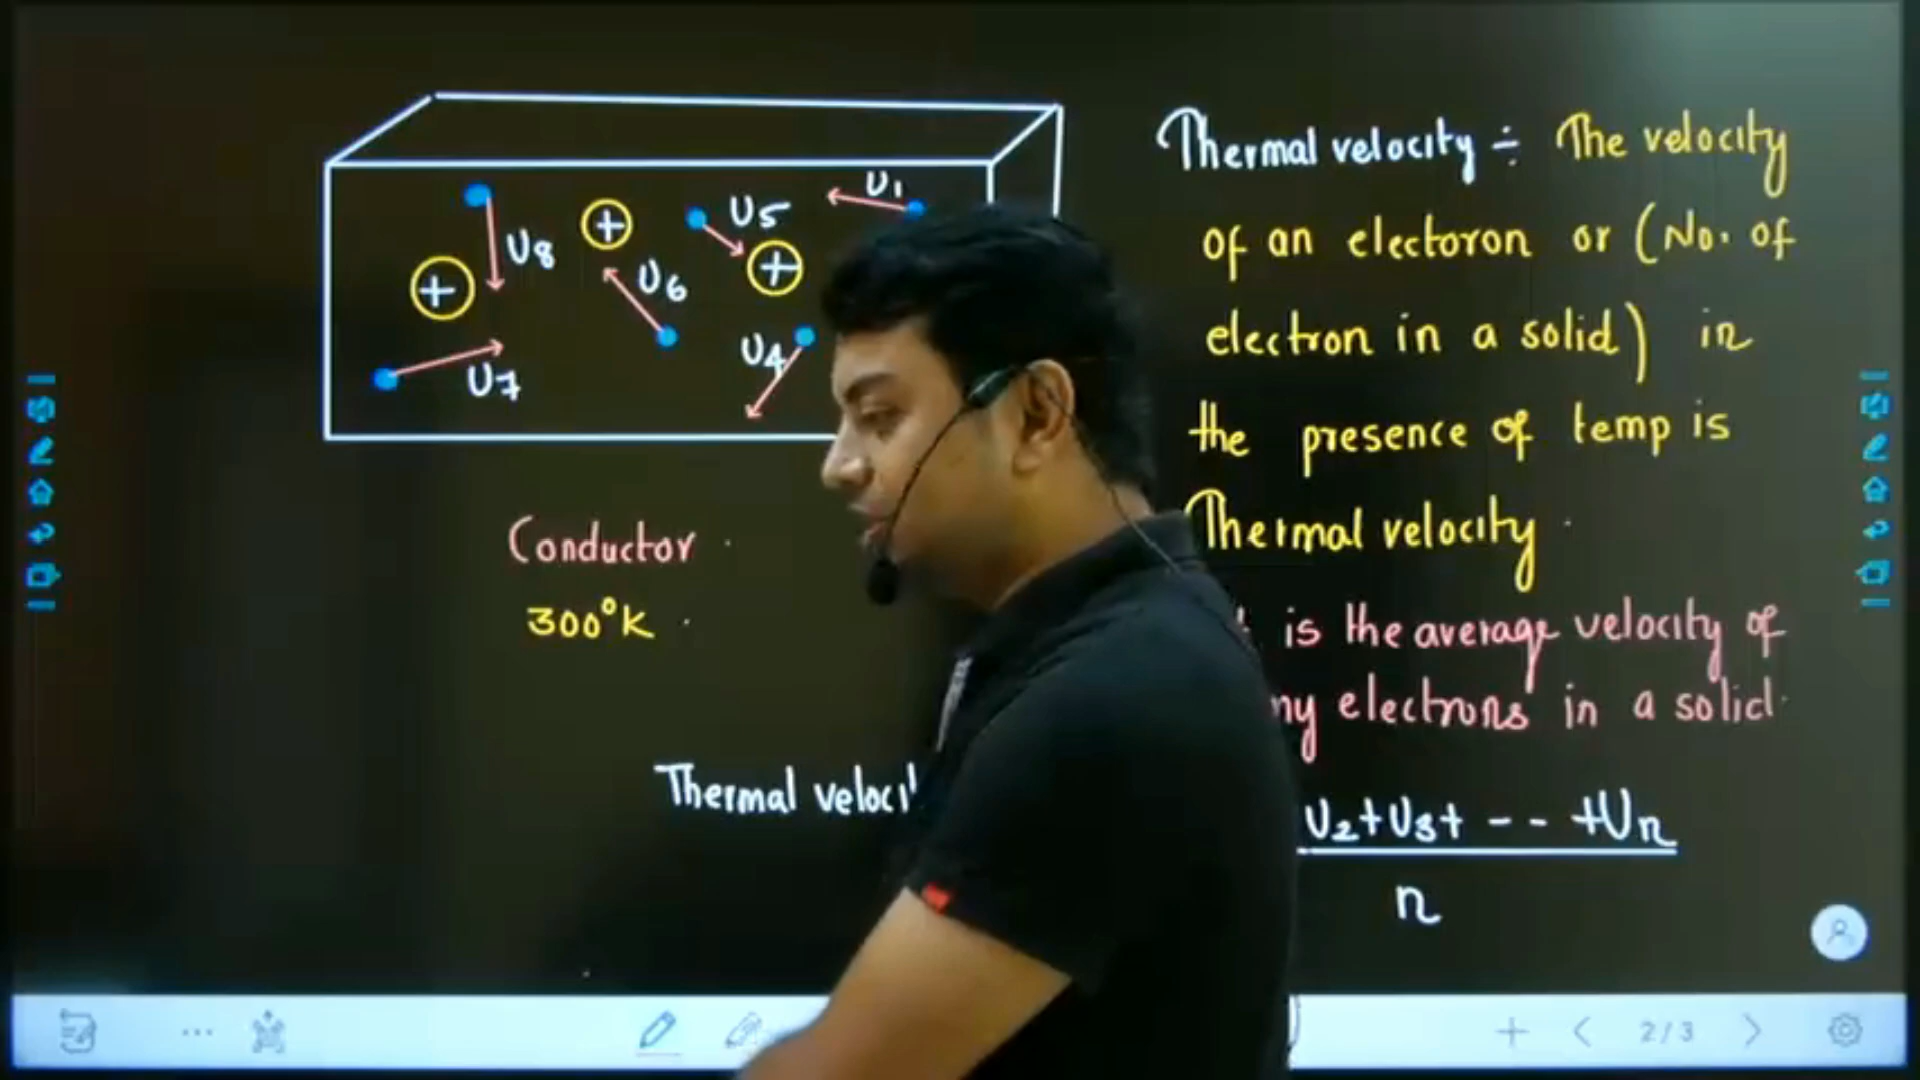 U8
U5
U1
U6
U4
U7
Conductor
300°K
Thermal
Thermal velocity ÷ The velocity
of an electoron or (No. of
electron in a solid) in
the presence of temp is
Thermal velocity
is the average velocity of
electrons in a solid
U2+U3+ -- +Un
n
2/3